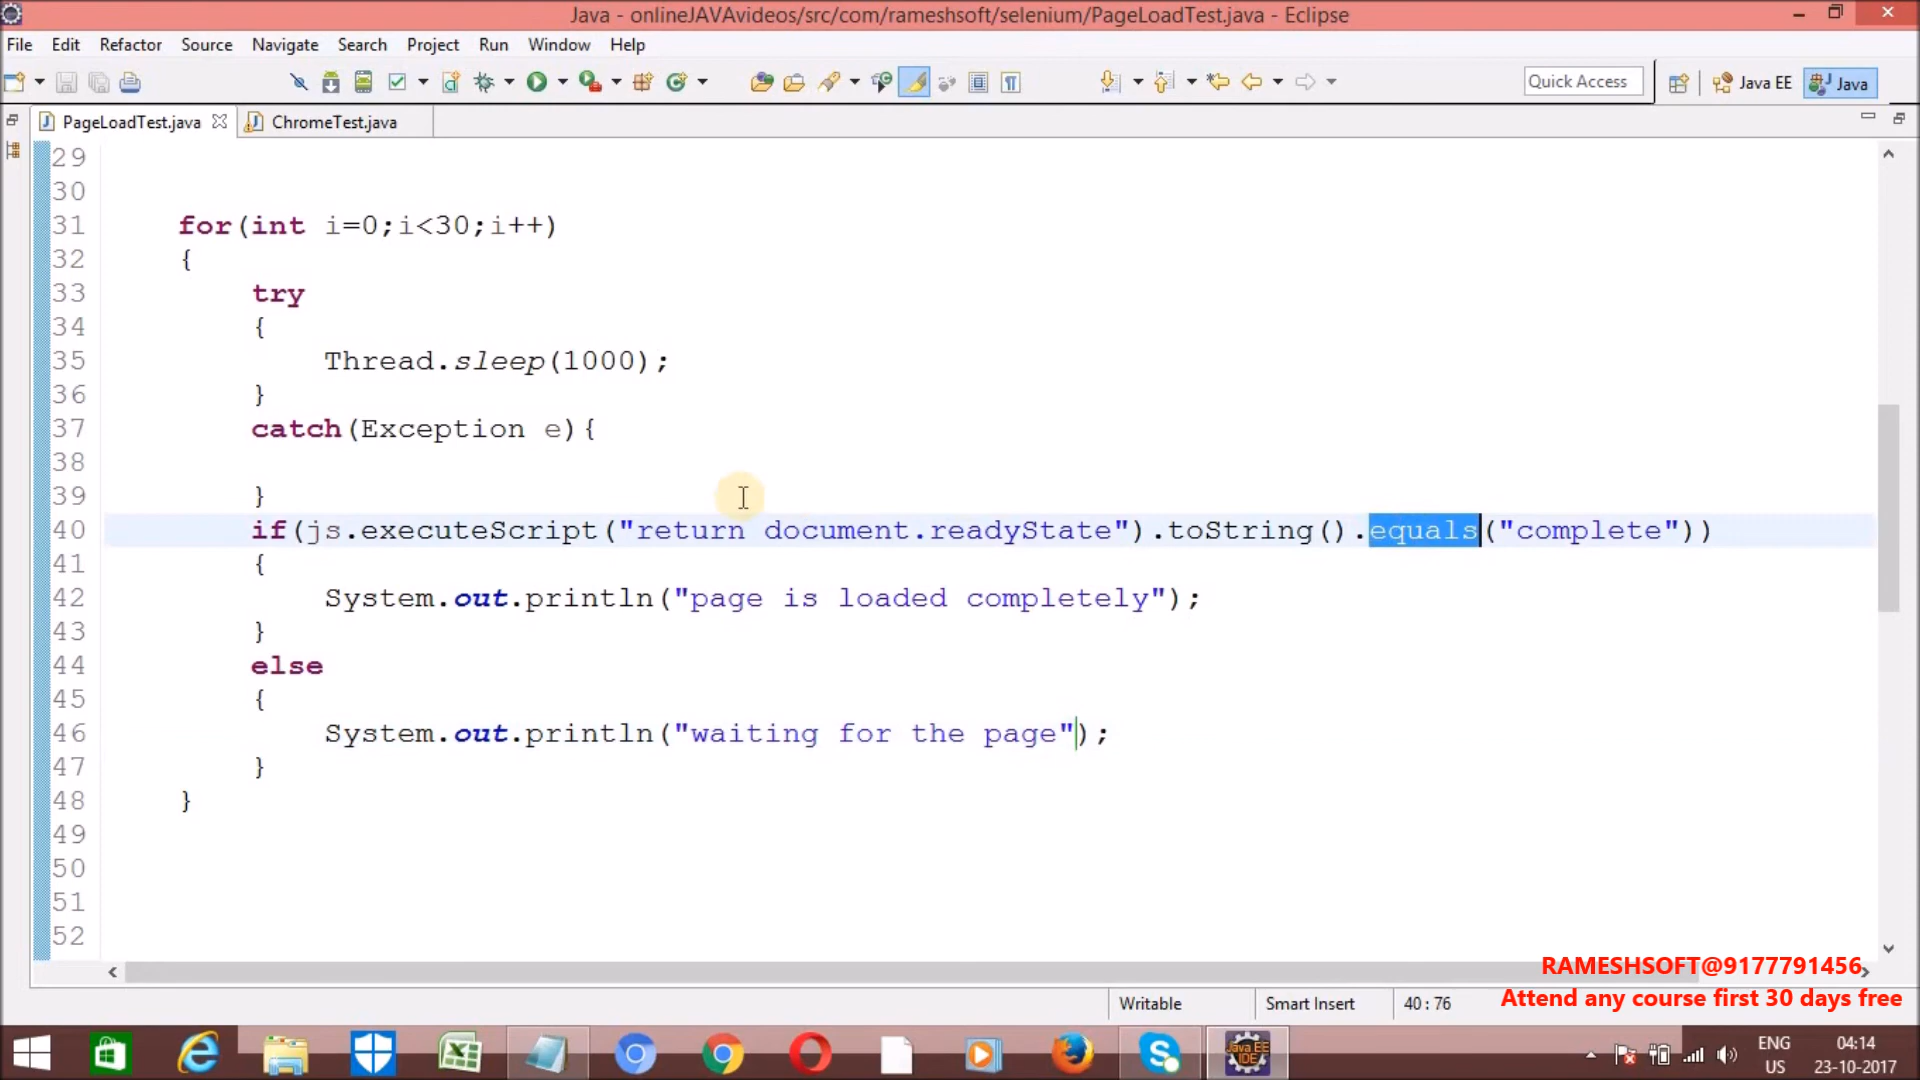 Java - onlineJAVAvideos/src/com/rameshsoft/selenium/PageLoadTest.java - Eclipse
File Edit Refactor Source Navigate Search Project Run Window Help
Quick Access Java EE Java
PageLoadTest.java ChromeTest.java
29
30
31 for(int i=0;i<30;i++)
32 {
33 try
34 {
35 Thread.sleep(1000);
36 }
37 catch(Exception e){
38
39 }
40 if(js.executeScript("return document.readyState").toString().equals("complete"))
41 {
42 System.out.println("page is loaded completely");
43 }
44 else
45 {
46 System.out.println("waiting for the page");
47 }
48 }
49
50
51
52
RAMESHSOFT@9177791456
Attend any course first 30 days free
Writable Smart Insert 40 : 76
Java EE
IDE
ENG 04:14
US 23-10-2017